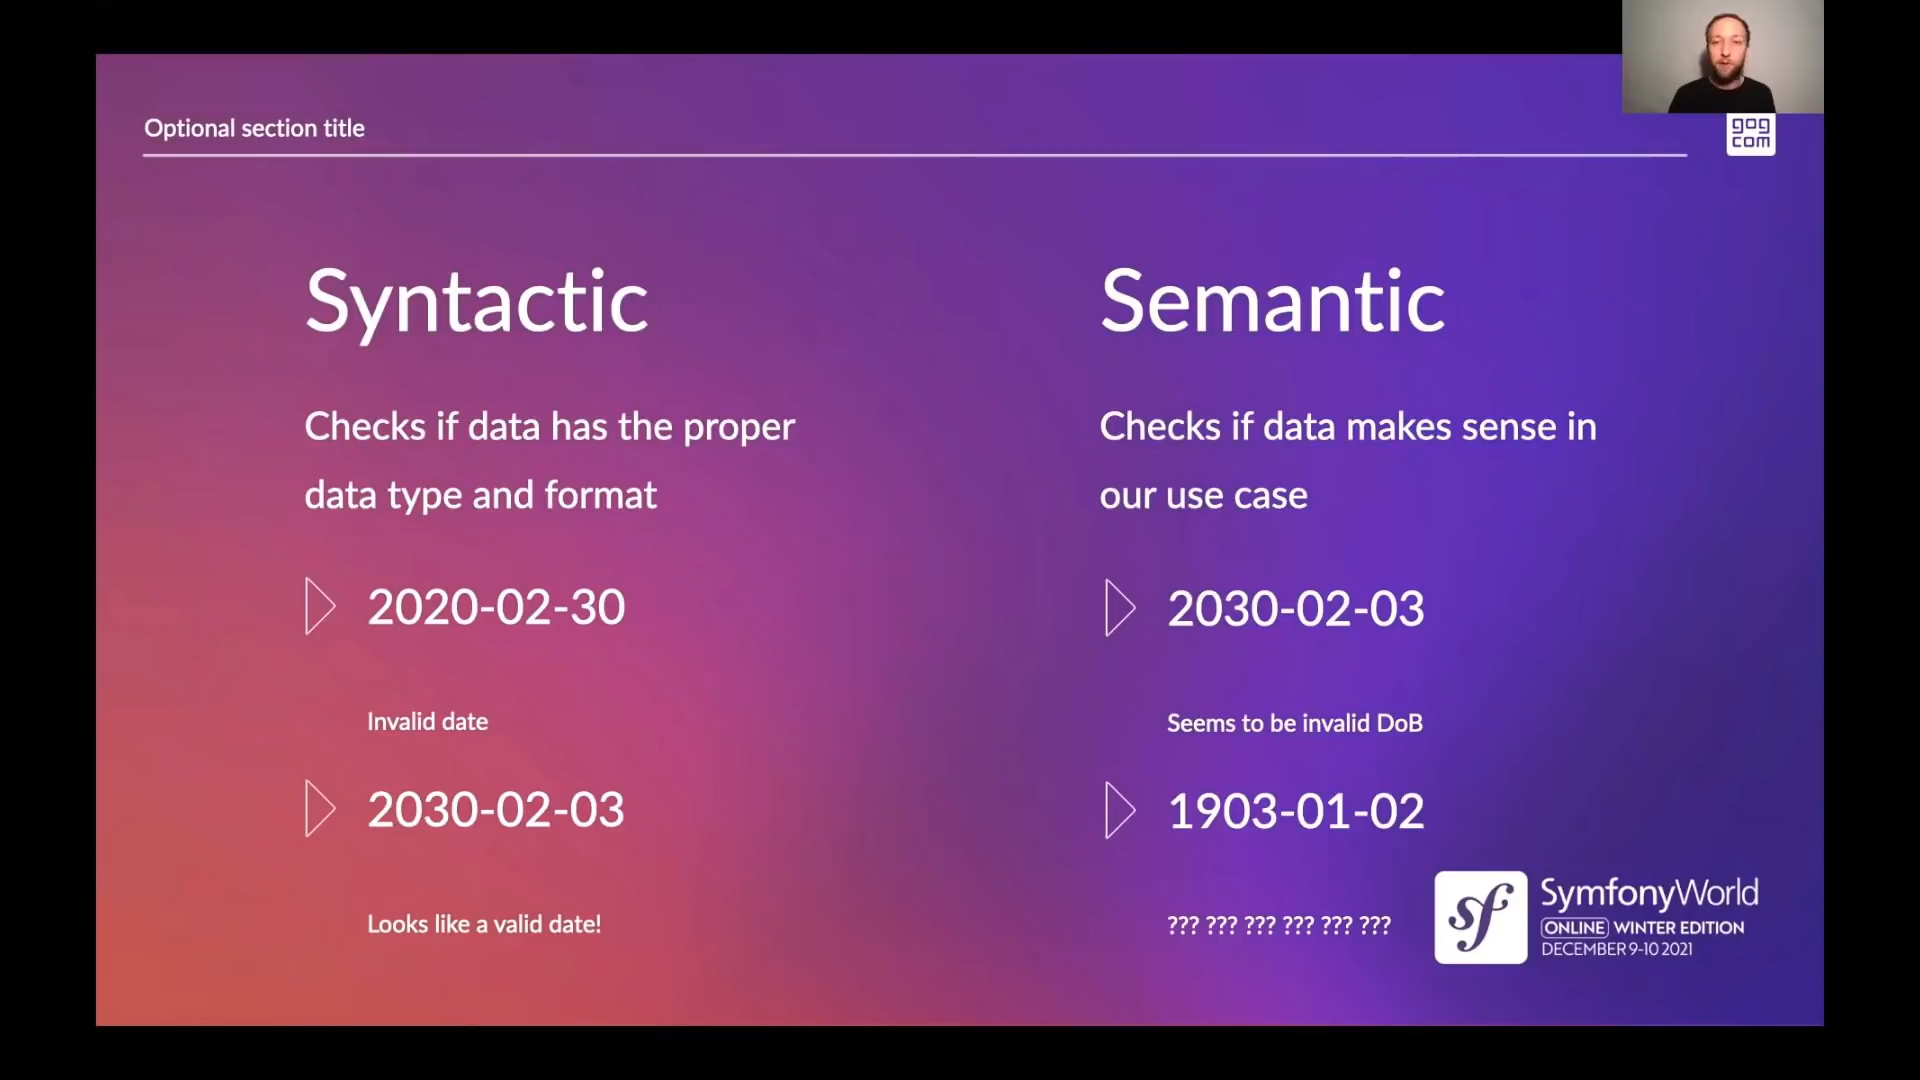 Optional section title
gog
com
Syntactic
Checks if data has the proper
data type and format
2020-02-30
Invalid date
2030-02-03
Looks like a valid date!
Semantic
Checks if data makes sense in
our use case
2030-02-03
Seems to be invalid DoB
1903-01-02
??? ??? ??? ??? ??? ???
sf
SymfonyWorld
ONLINE WINTER EDITION
DECEMBER 9-10 2021